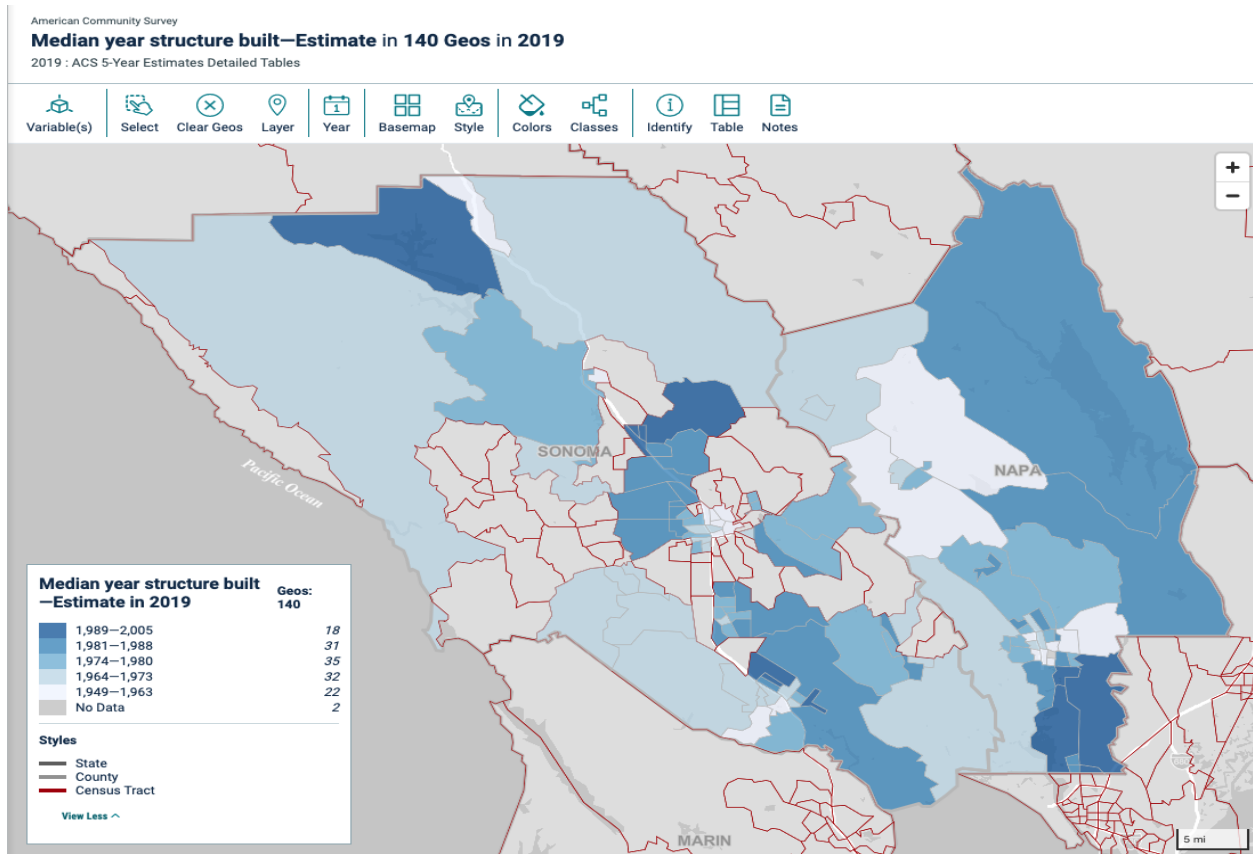 American Community Survey
Median year structure built—Estimate in 140 Geos in 2019
2019 : ACS 5-Year Estimates Detailed Tables
Variable(s) Select Clear Geos Layer Year Basemap Style Colors Classes Identify Table Notes
+
−
SONOMA
NAPA
Pacific Ocean
Median year structure built
—Estimate in 2019
Geos:
140
1,989—2,005 18
1,981—1,988 31
1,974—1,980 35
1,964—1,973 32
1,949—1,963 22
No Data 2
Styles
State
County
Census Tract
View Less
MARIN
5 mi